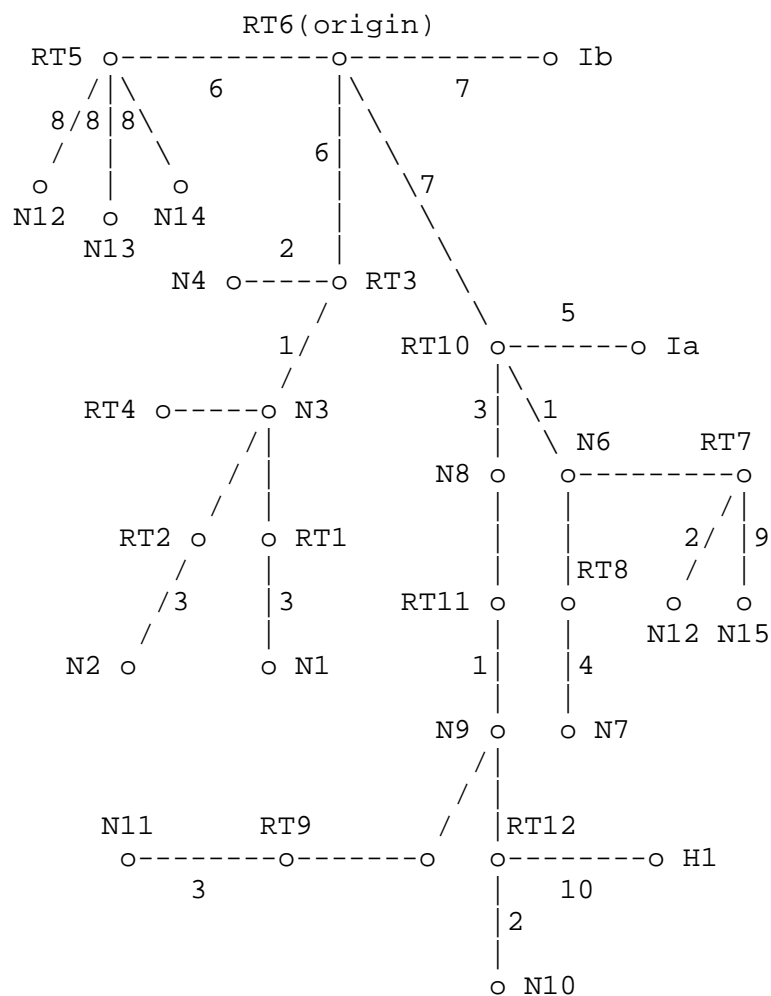 RT6(origin)
RT5 o------------o-----------o Ib
6 7
8/8|8\
6 7
N12 o o N14
N13
2
N4 o-----o RT3
5
1/ RT10 o-------o Ia
RT4 o-----o N3 3 1
N6 RT7
N8 o o---------o
RT2 o o RT1 2/ |9
RT8
/3 |3 RT11 o o o o
N12 N15
N2 o o N1 1| |4
N9 o o N7
N11 RT9 RT12
o--------o-------o o--------o H1
3 10
|2
o N10